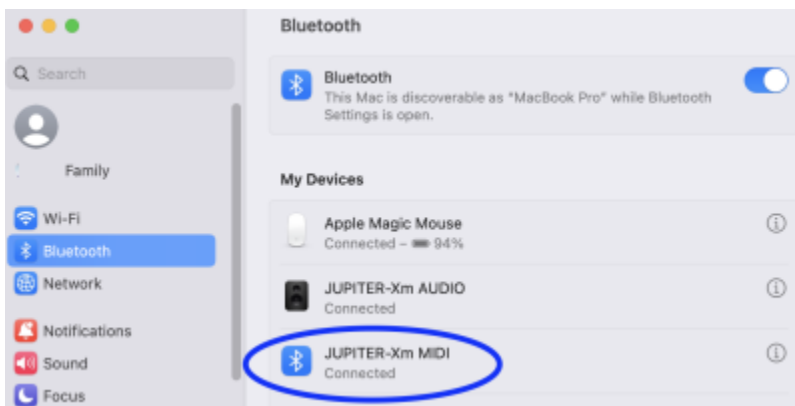 Search
Family
Wi-Fi
Bluetooth
Network
Notifications
Sound
Focus
Bluetooth
Bluetooth
This Mac is discoverable as "MacBook Pro" while Bluetooth
Settings is open.
My Devices
Apple Magic Mouse
Connected – 94%
JUPITER-Xm AUDIO
Connected
JUPITER-Xm MIDI
Connected